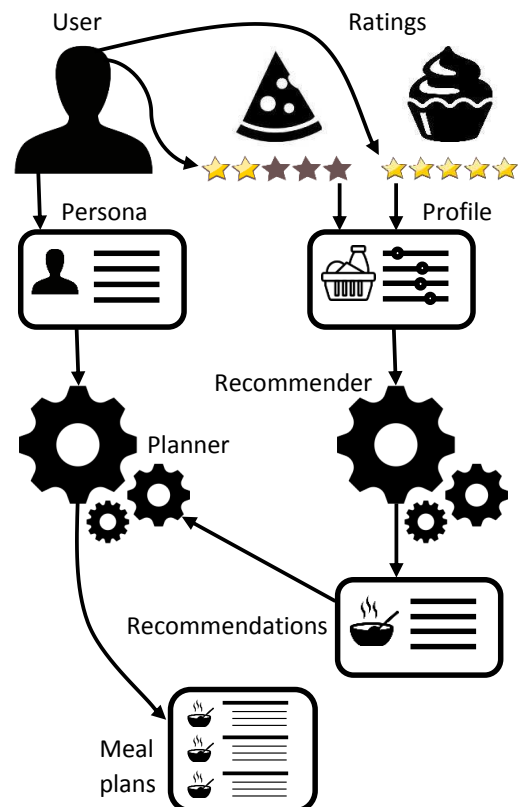 User
Ratings
Persona
Profile
Recommender
Planner
Recommendations
Meal
plans